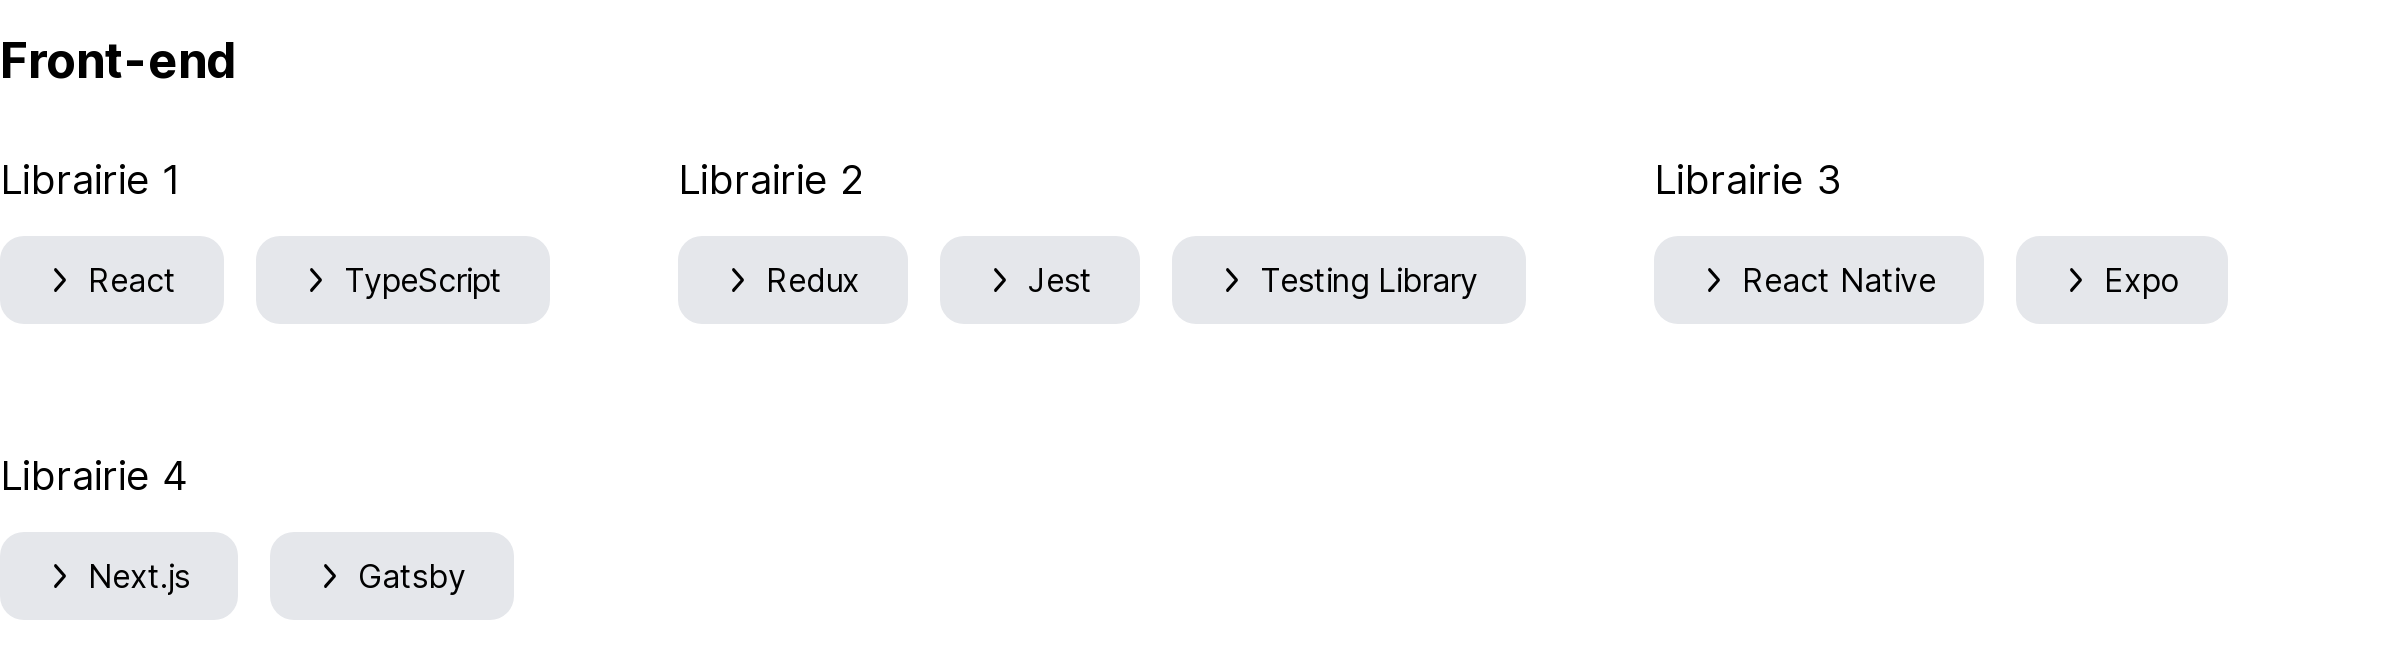 Front-end
Librairie 1
React
TypeScript
Librairie 2
Redux
Jest
Testing Library
Librairie 3
React Native
Expo
Librairie 4
Next.js
Gatsby